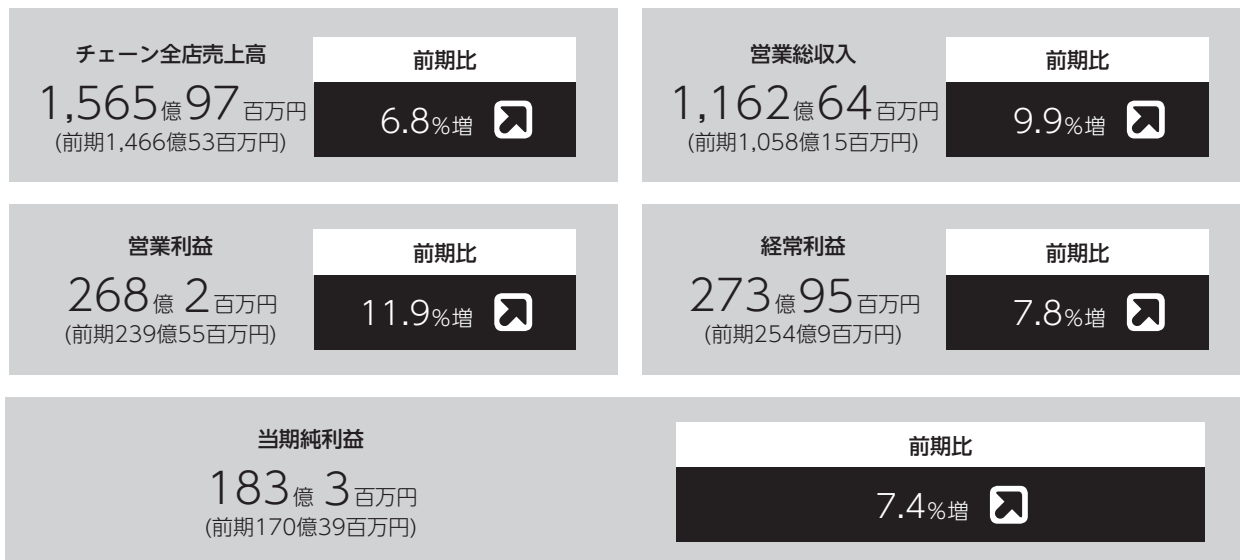 チェーン全店売上高
1,565億97百万円
(前期1,466億53百万円)
前期比
6.8%増
営業総収入
1,162億64百万円
(前期1,058億15百万円)
前期比
9.9%増
営業利益
268億2百万円
(前期239億55百万円)
前期比
11.9%増
経常利益
273億95百万円
(前期254億9百万円)
前期比
7.8%増
当期純利益
183億3百万円
(前期170億39百万円)
前期比
7.4%増